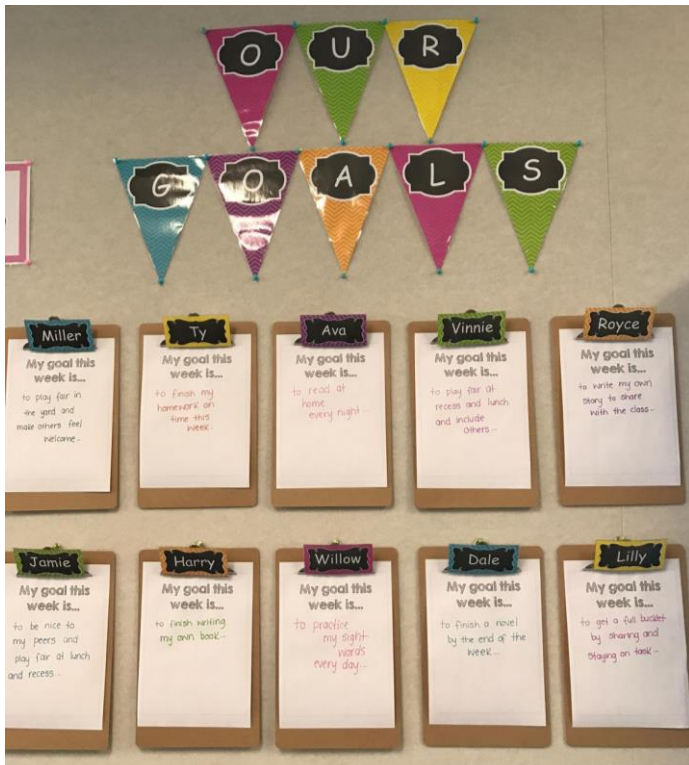 OUR
GOALS
Miller
My goal this
week is...
to play fair in
the yard and
make others feel
welcome...
Ty
My goal this
week is...
to finish my
homework on
time this
week.
Ava
My goal this
week is...
to read at
home
every night...
Vinnie
My goal this
week is...
to play fair at
recess and lunch
and include
others...
Royce
My goal this
week is...
to write my own
story to share
with the class...
Jamie
My goal this
week is...
to be nice to
my peers and
play fair at lunch
and recess...
Harry
My goal this
week is...
to finish writing
my own book...
Willow
My goal this
week is...
to practice
my sight
words
every day...
Dale
My goal this
week is...
to finish a novel
by the end of the
week...
Lilly
My goal this
week is...
to get a full bucket
by sharing and
staying on task...